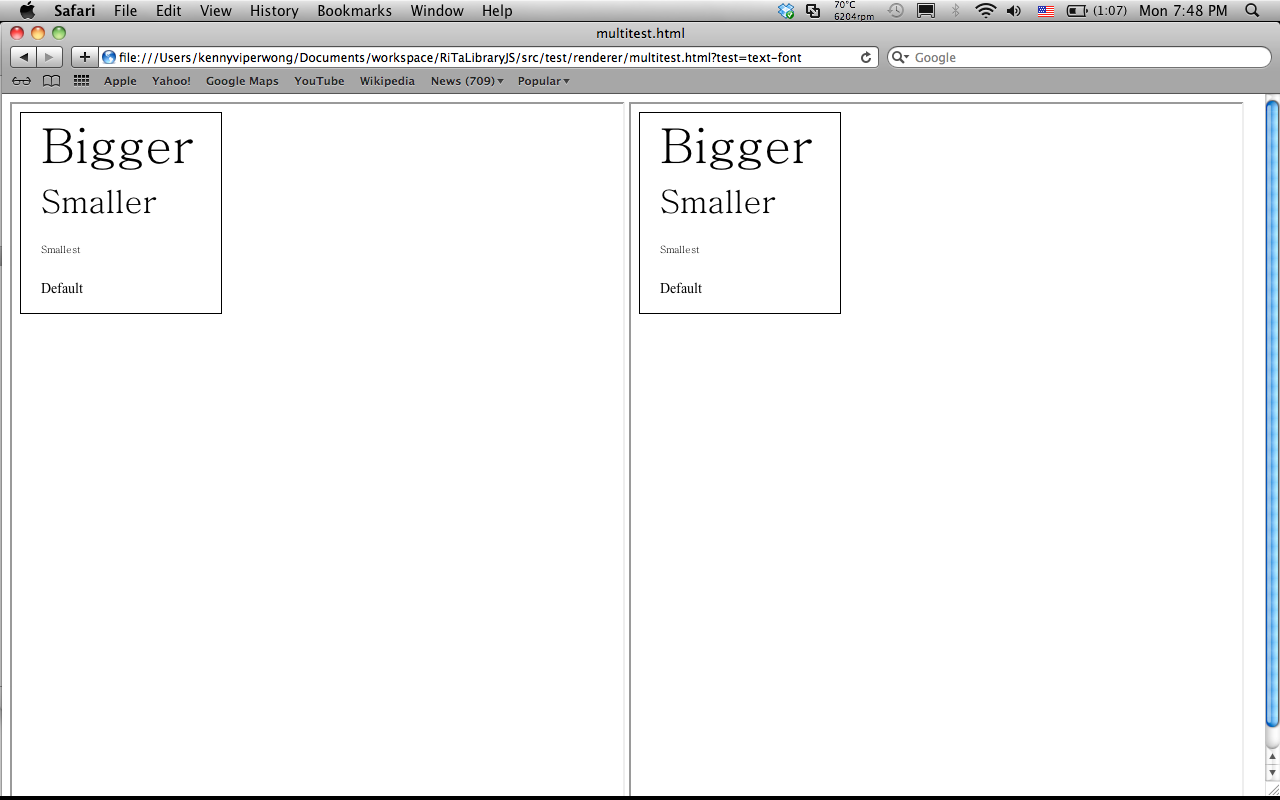 Safari File Edit View History Bookmarks Window Help 70°C 6204rpm (1:07) Mon 7:48 PM
multitest.html
file:///Users/kennyviperwong/Documents/workspace/RiTaLibraryJS/src/test/renderer/multitest.html?test=text-font Google
Apple Yahoo! Google Maps YouTube Wikipedia News (709) Popular
Bigger
Smaller
Smallest
Default
Bigger
Smaller
Smallest
Default